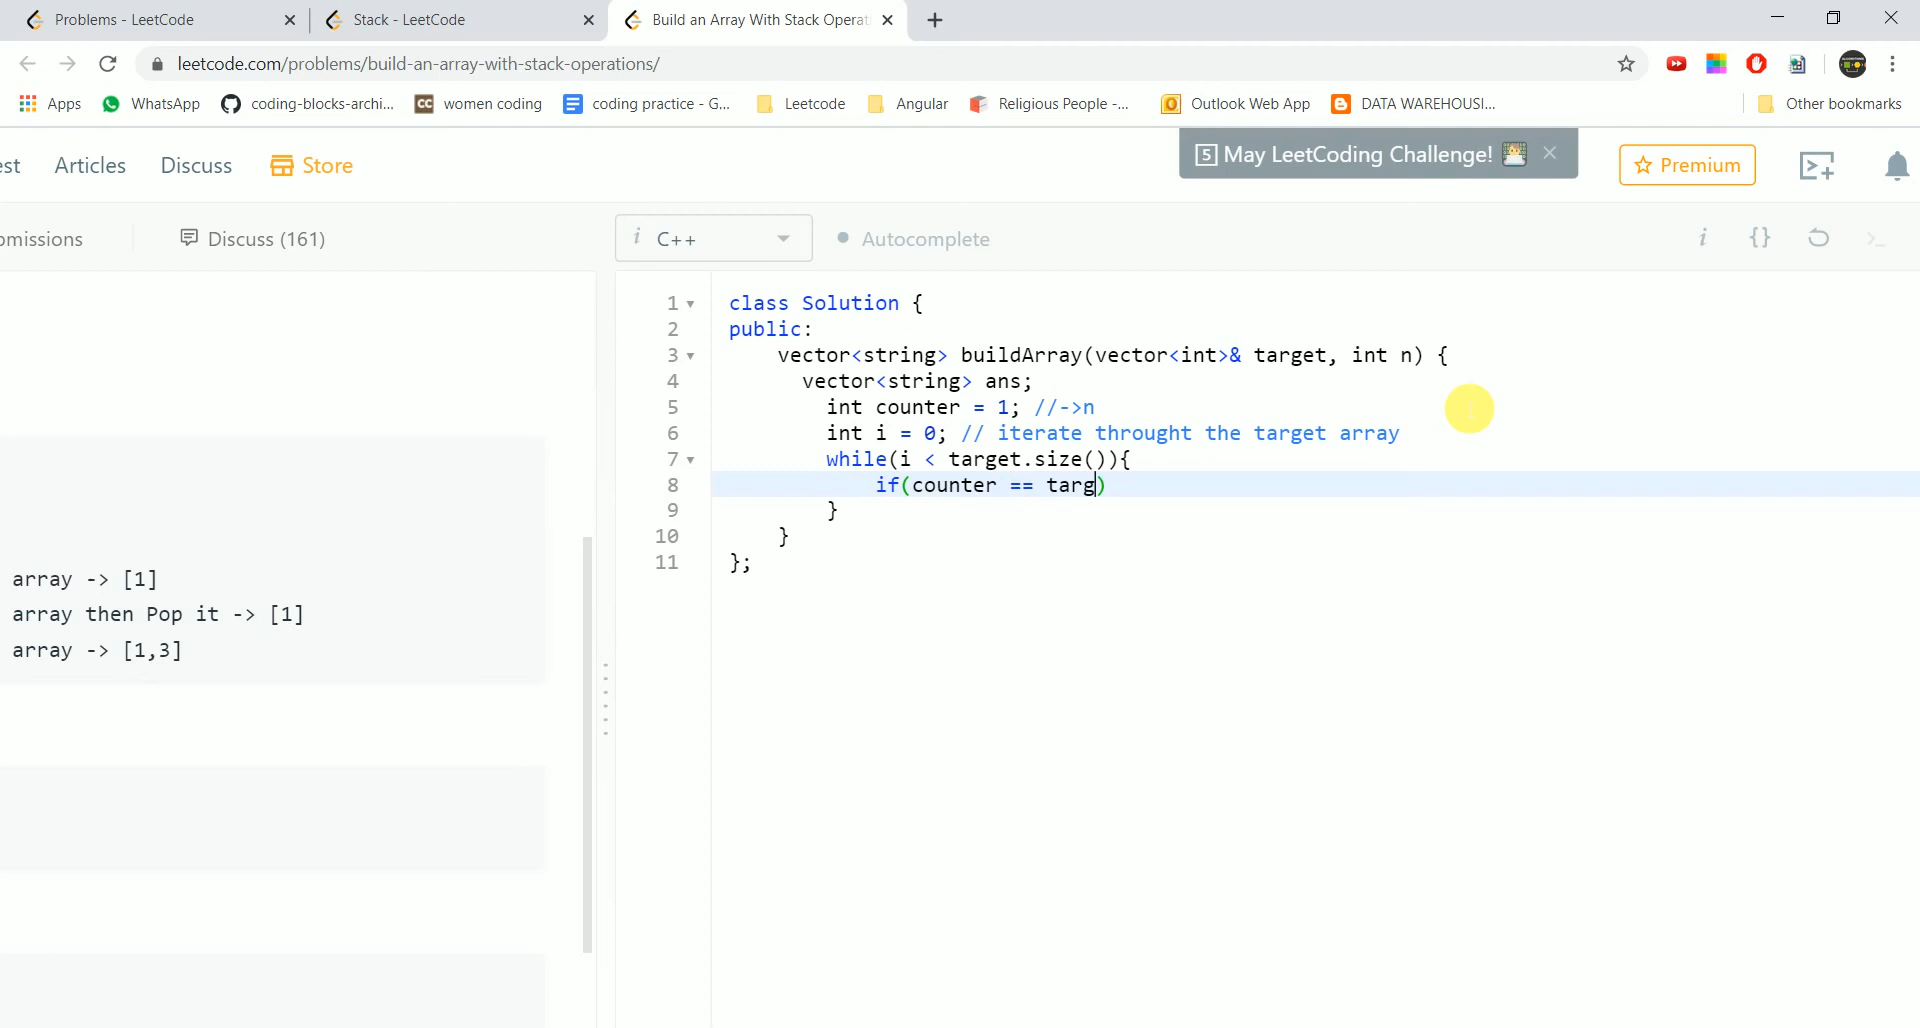 Problems - LeetCode
Stack - LeetCode
Build an Array With Stack Operat
leetcode.com/problems/build-an-array-with-stack-operations/
Apps
WhatsApp
coding-blocks-archi...
women coding
coding practice - G...
Leetcode
Angular
Religious People -...
Outlook Web App
DATA WAREHOUSI...
Other bookmarks
est
Articles
Discuss
Store
5 May LeetCoding Challenge!
Premium
omissions
Discuss (161)
i C++
Autocomplete
i {} >_
array -> [1]
array then Pop it -> [1]
array -> [1,3]
1 class Solution {
2 public:
3 vector<string> buildArray(vector<int>& target, int n) {
4 vector<string> ans;
5 int counter = 1; //->n
6 int i = 0; // iterate throught the target array
7 while(i < target.size()){
8 if(counter == targ)
9 }
10 }
11 };